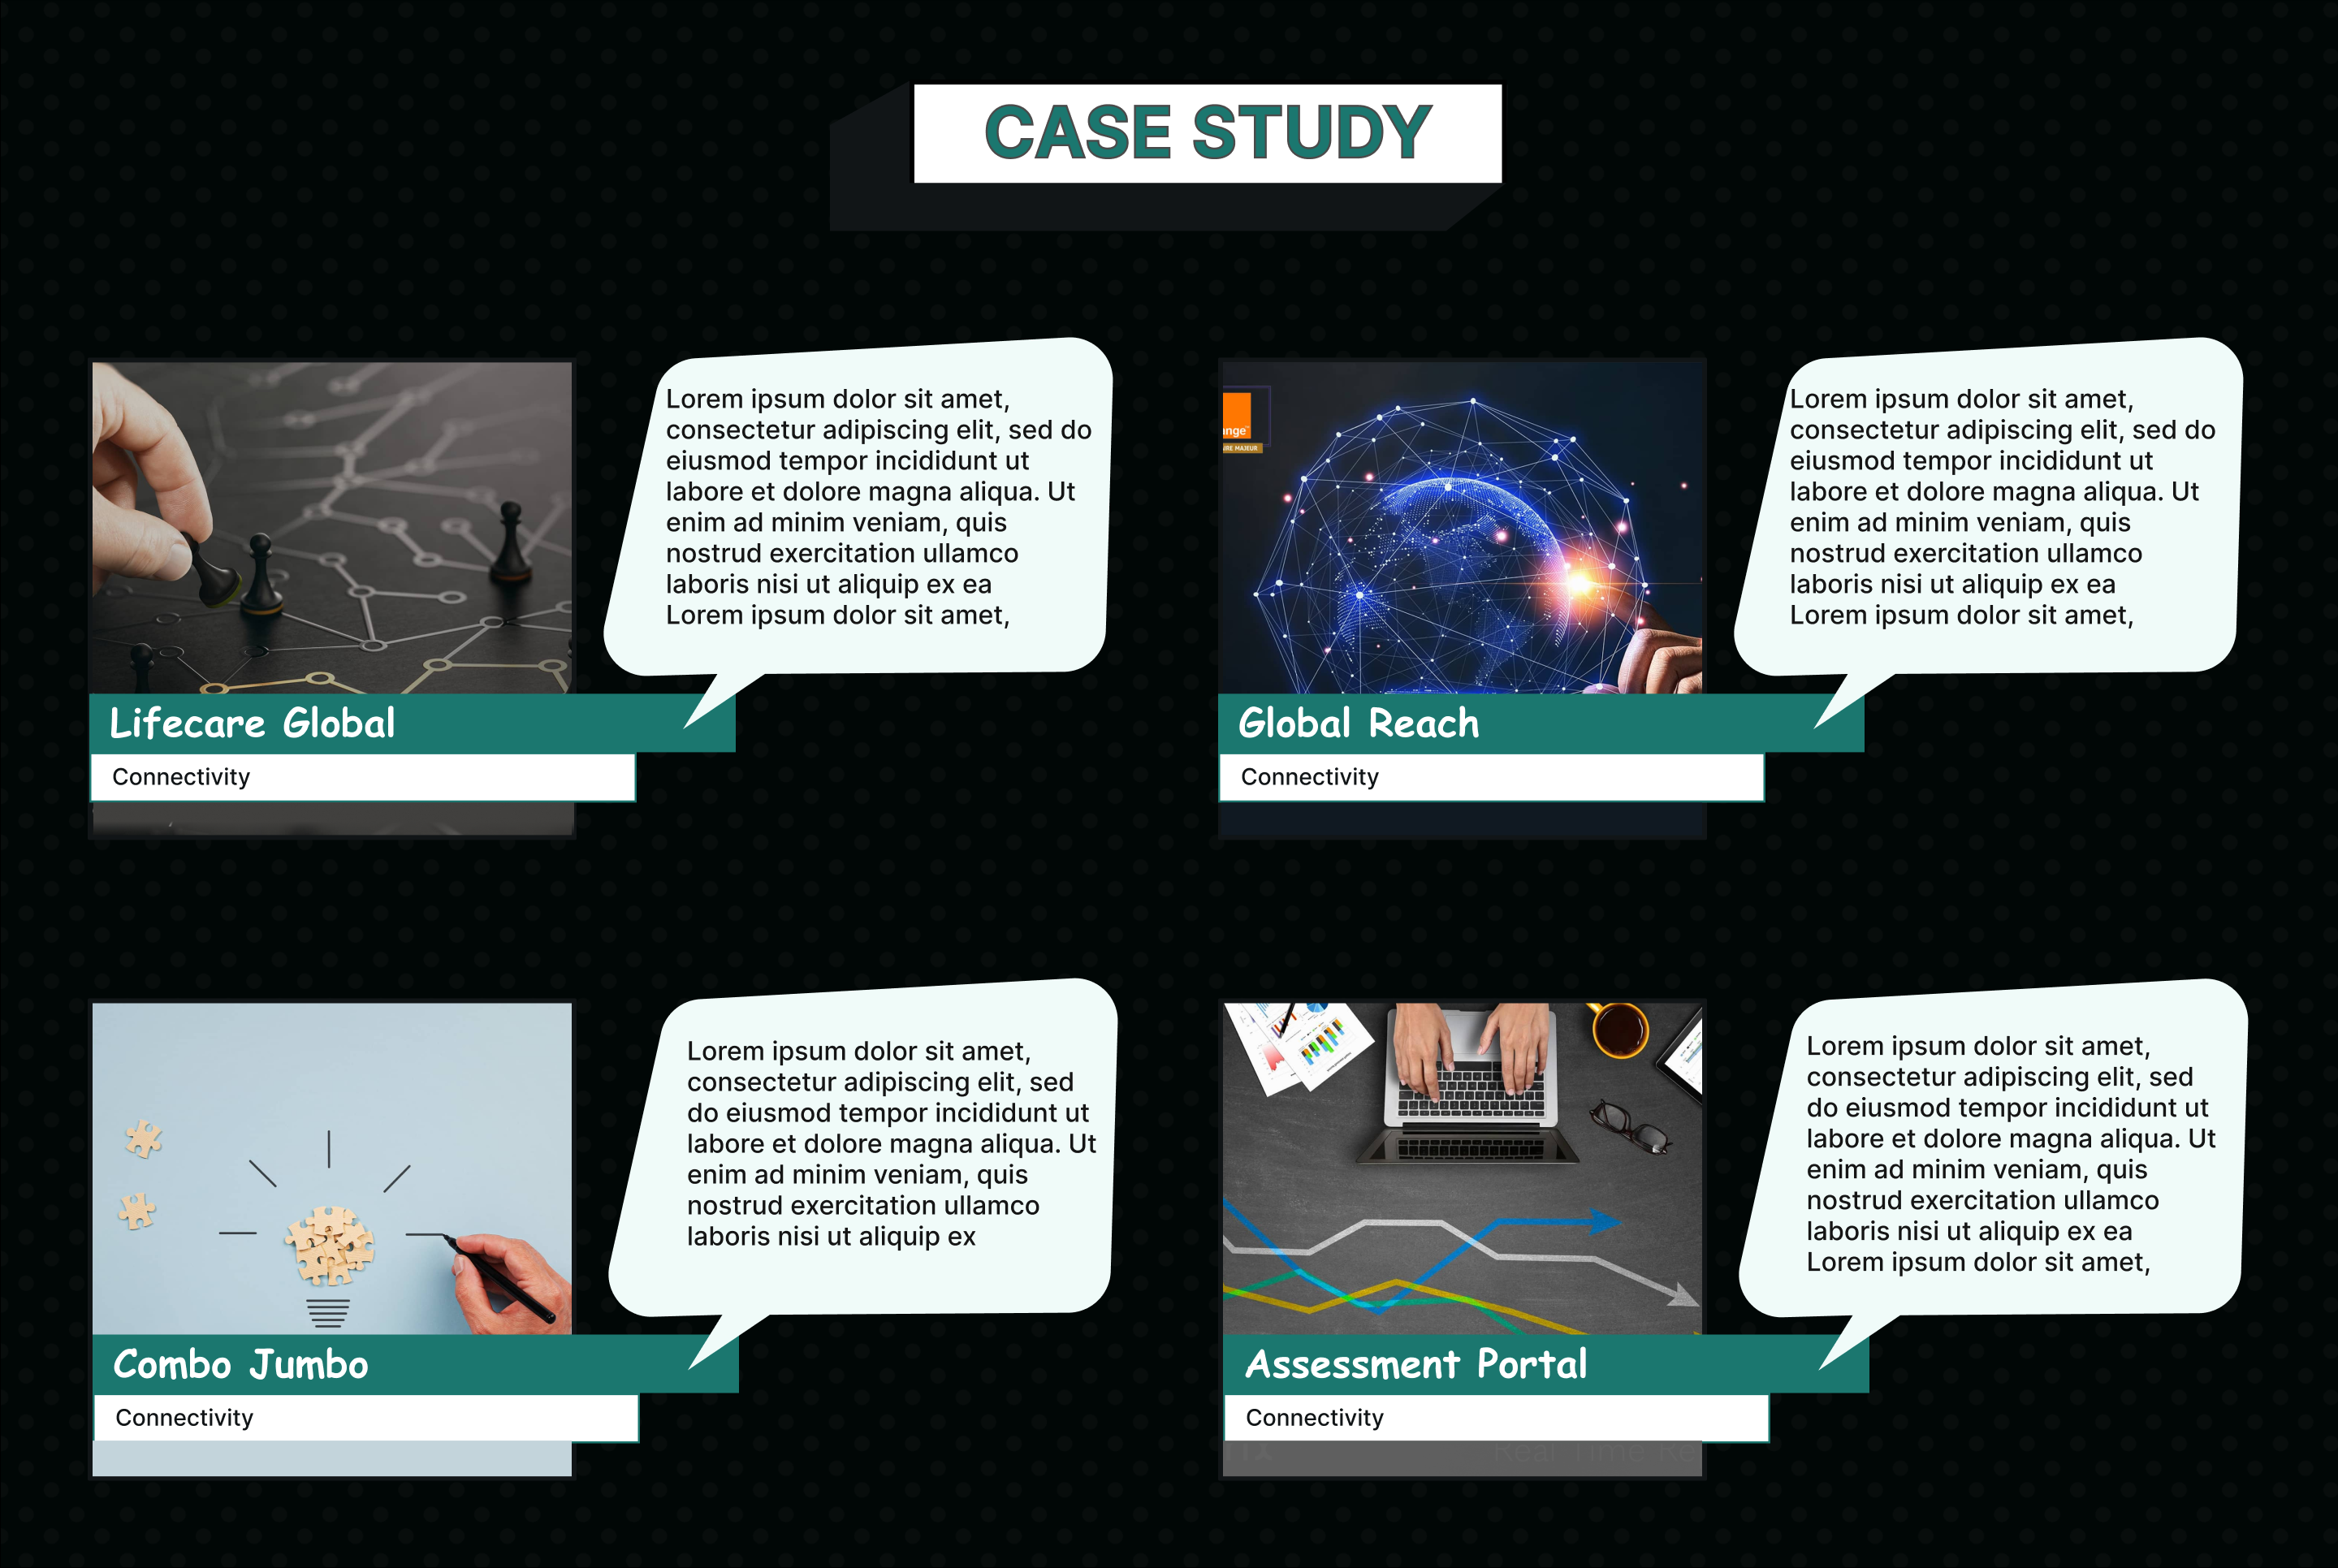 CASE STUDY
Lorem ipsum dolor sit amet,
consectetur adipiscing elit, sed do
eiusmod tempor incididunt ut
labore et dolore magna aliqua. Ut
enim ad minim veniam, quis
nostrud exercitation ullamco
laboris nisi ut aliquip ex ea
Lorem ipsum dolor sit amet,
Lifecare Global
Connectivity
nge
IRE MAJEUR
Lorem ipsum dolor sit amet,
consectetur adipiscing elit, sed do
eiusmod tempor incididunt ut
labore et dolore magna aliqua. Ut
enim ad minim veniam, quis
nostrud exercitation ullamco
laboris nisi ut aliquip ex ea
Lorem ipsum dolor sit amet,
Global Reach
Connectivity
Lorem ipsum dolor sit amet,
consectetur adipiscing elit, sed
do eiusmod tempor incididunt ut
labore et dolore magna aliqua. Ut
enim ad minim veniam, quis
nostrud exercitation ullamco
laboris nisi ut aliquip ex
Combo Jumbo
Connectivity
Lorem ipsum dolor sit amet,
consectetur adipiscing elit, sed
do eiusmod tempor incididunt ut
labore et dolore magna aliqua. Ut
enim ad minim veniam, quis
nostrud exercitation ullamco
laboris nisi ut aliquip ex ea
Lorem ipsum dolor sit amet,
Assessment Portal
Connectivity
Real Time Re